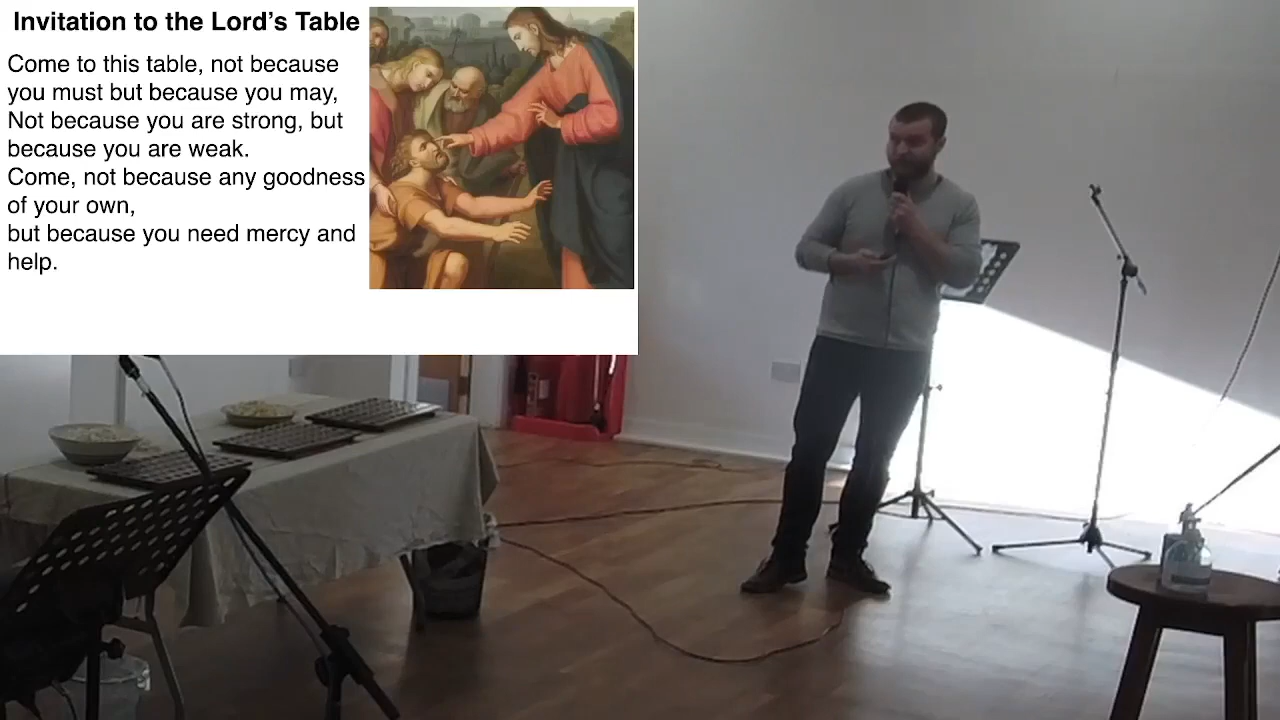 Invitation to the Lord’s Table
Come to this table, not because
you must but because you may,
Not because you are strong, but
because you are weak.
Come, not because any goodness
of your own,
but because you need mercy and
help.